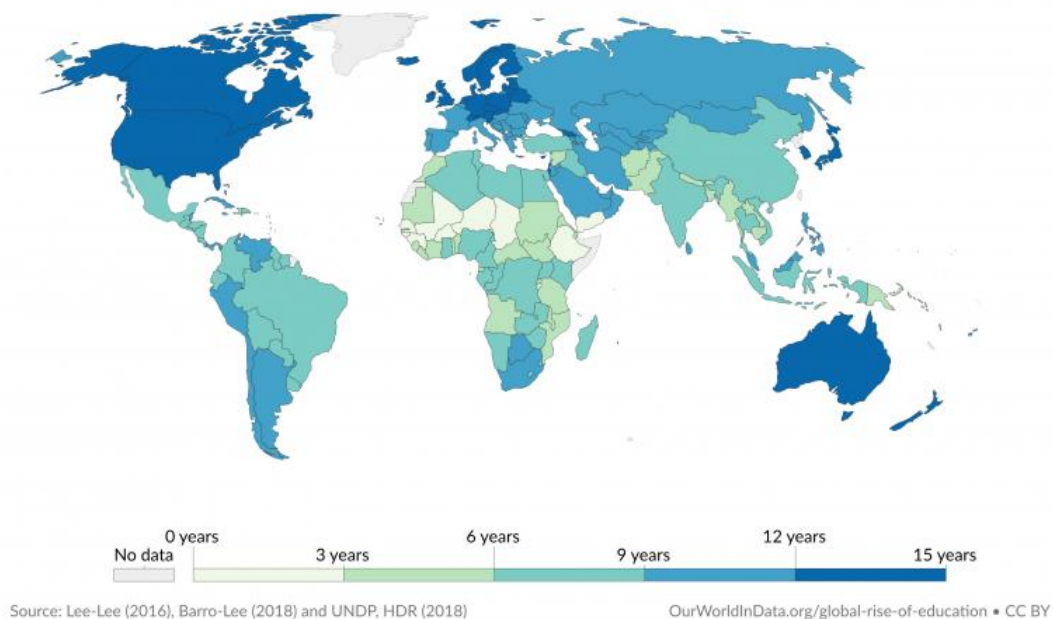 0 years 6 years 12 years
No data 3 years 9 years 15 years
Source: Lee-Lee (2016), Barro-Lee (2018) and UNDP, HDR (2018) OurWorldInData.org/global-rise-of-education • CC BY